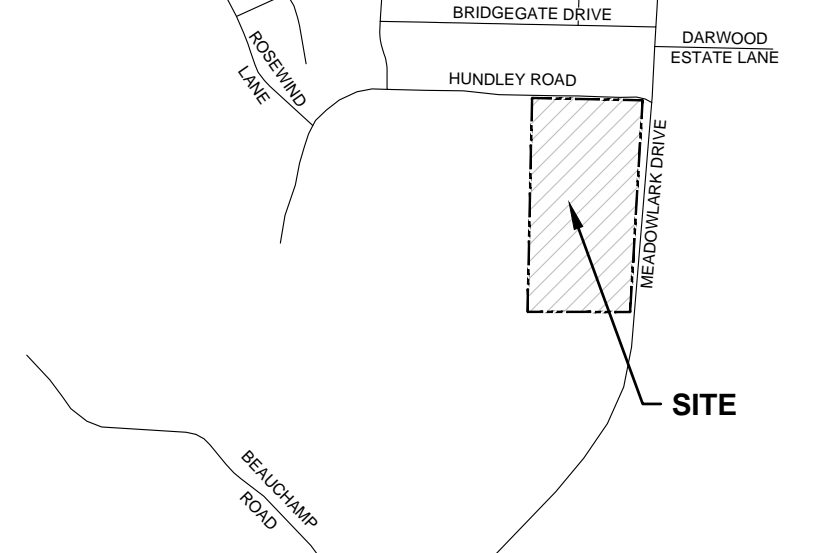 BRIDGEGATE DRIVE
DARWOOD
ESTATE LANE
ROSEWIND
LANE
HUNDLEY ROAD
MEADOWLARK DRIVE
SITE
BEAUCHAMP
ROAD